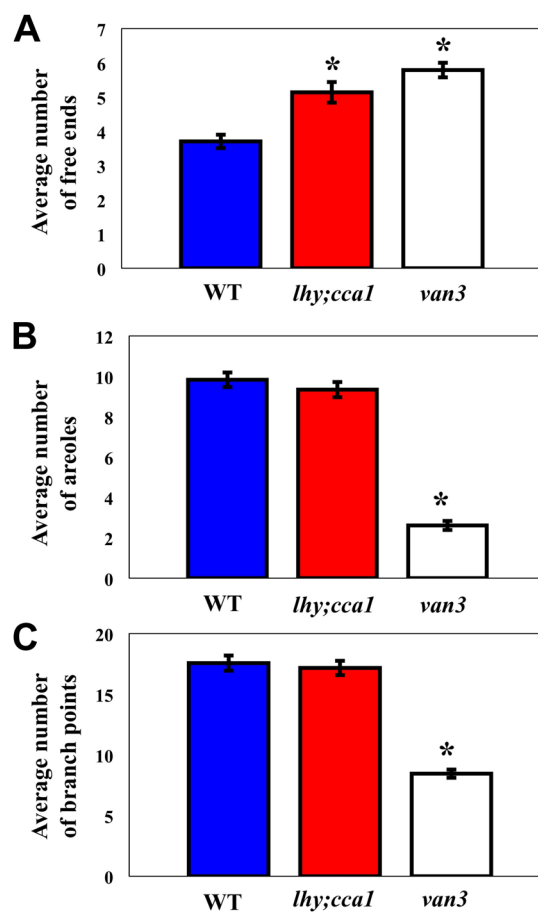 A
Average number
of free ends
7
6
5
4
3
2
1
0
*
*
WT
lhy;cca1
van3
B
Average number
of areoles
12
10
8
6
4
2
0
*
WT
lhy;cca1
van3
C
Average number
of branch points
20
15
10
5
0
*
WT
lhy;cca1
van3